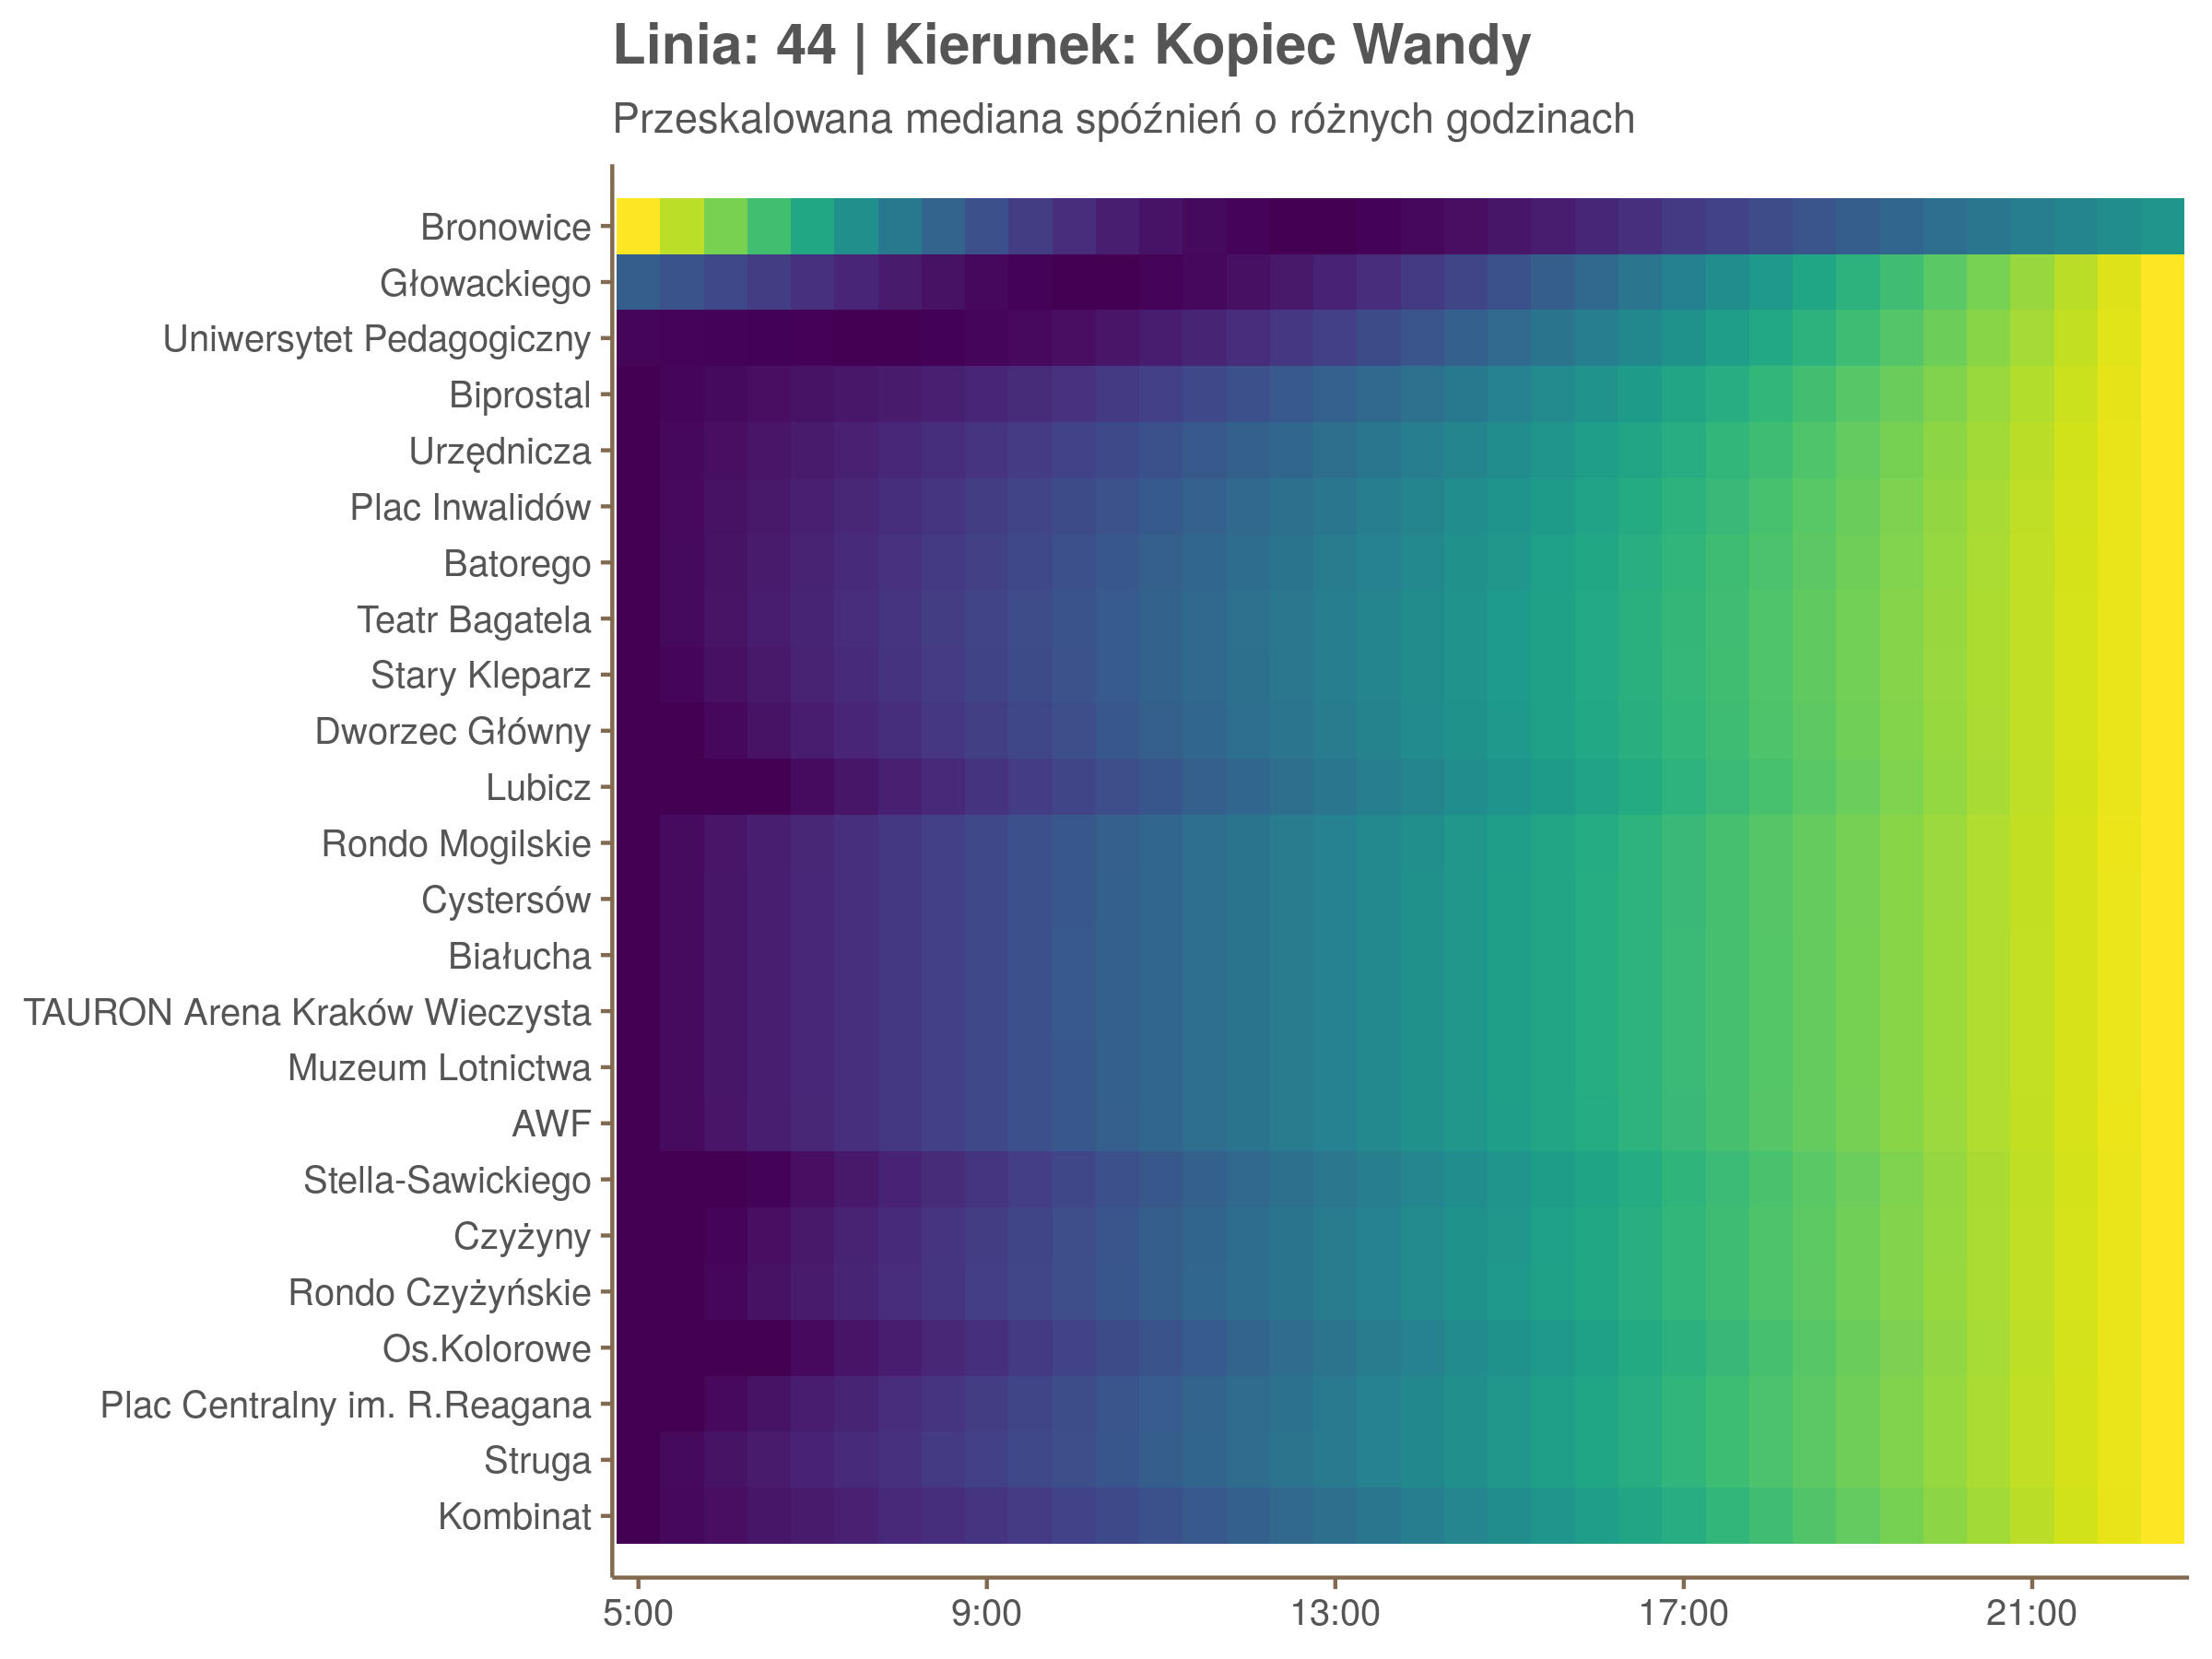 Linia: 44 | Kierunek: Kopiec Wandy
Przeskalowana mediana spóźnień o różnych godzinach
Bronowice
Głowackiego
Uniwersytet Pedagogiczny
Biprostal
Urzędnicza
Plac Inwalidów
Batorego
Teatr Bagatela
Stary Kleparz
Dworzec Główny
Lubicz
Rondo Mogilskie
Cystersów
Białucha
TAURON Arena Kraków Wieczysta
Muzeum Lotnictwa
AWF
Stella-Sawickiego
Czyżyny
Rondo Czyżyńskie
Os.Kolorowe
Plac Centralny im. R.Reagana
Struga
Kombinat
5:00 9:00 13:00 17:00 21:00